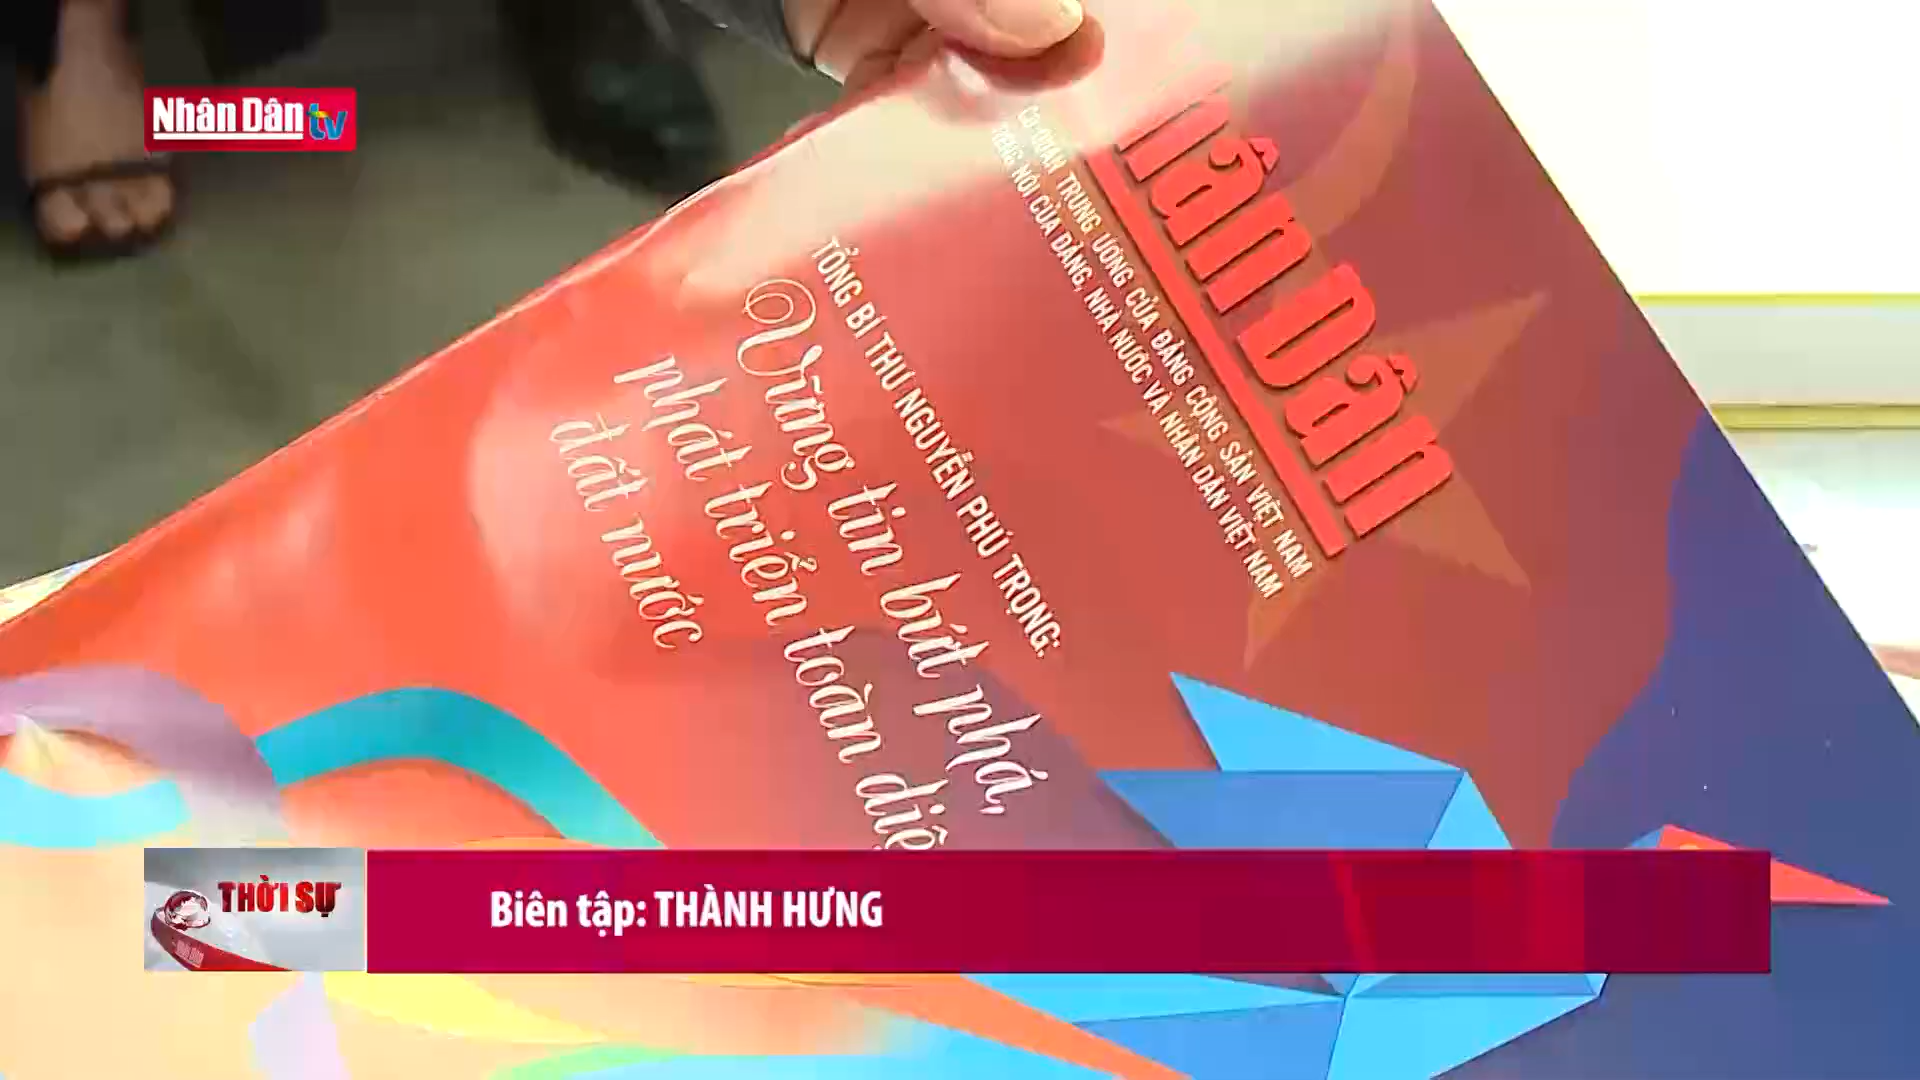 Nhân Dân tv
Nhân Dân
CƠ QUAN TRUNG ƯƠNG CỦA ĐẢNG CỘNG SẢN VIỆT NAM
TIẾNG NÓI CỦA ĐẢNG, NHÀ NƯỚC VÀ NHÂN DÂN VIỆT NAM
TỔNG BÍ THƯ NGUYỄN PHÚ TRỌNG:
Vững tin bứt phá,
phát triển toàn diệ
đất nước
THỜI SỰ
Biên tập: THÀNH HƯNG